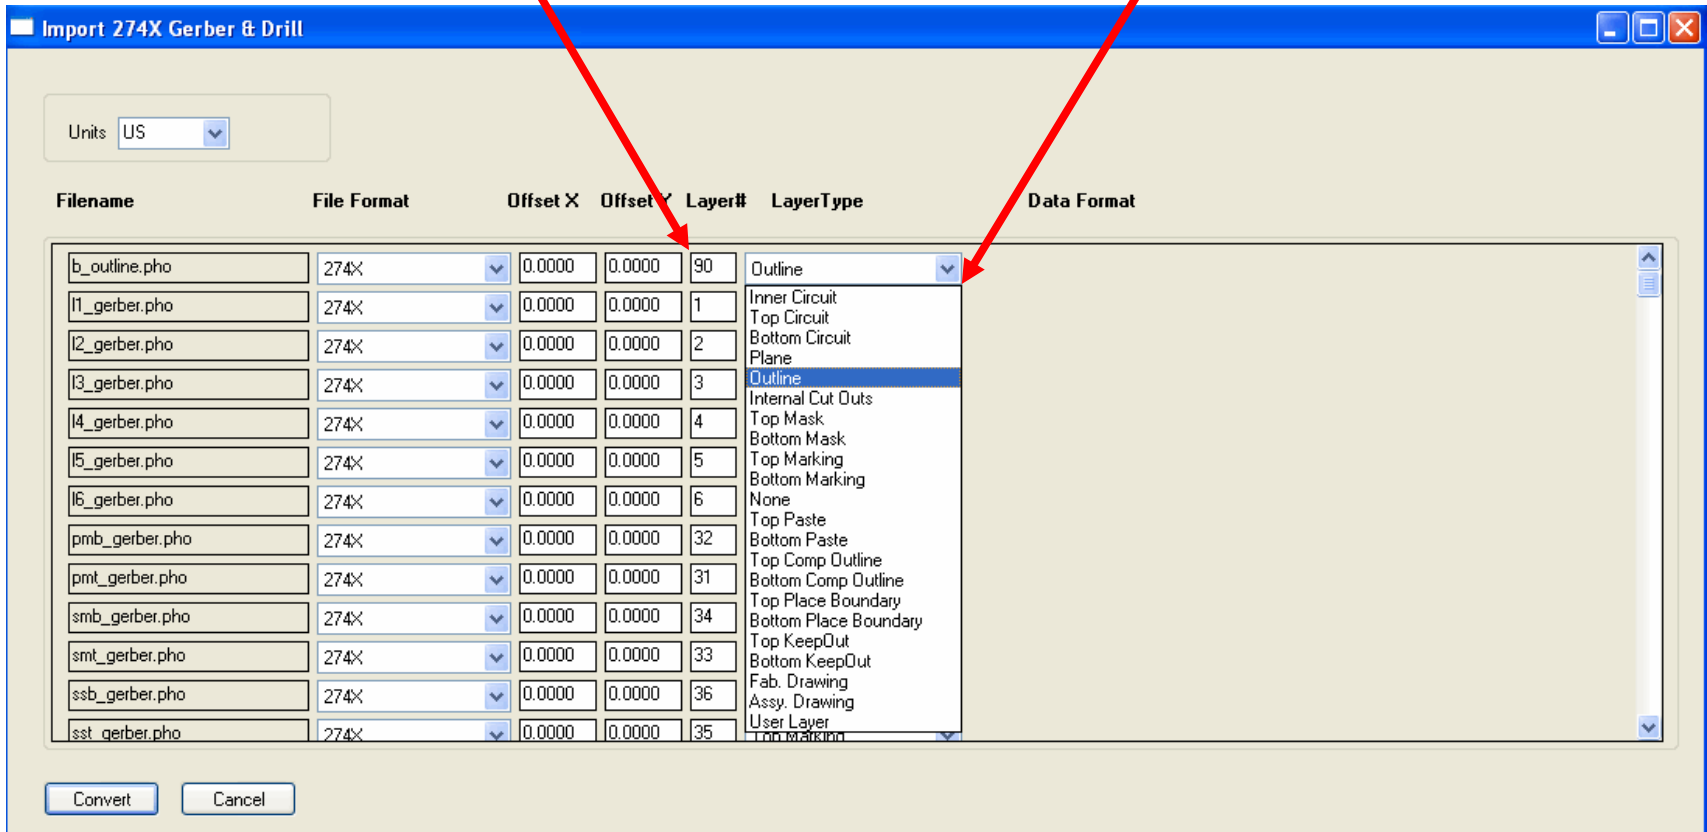 Import 274X Gerber & Drill
Units US
Filename File Format Offset X Offset Y Layer# LayerType Data Format
b_outline.pho 274X 0.0000 0.0000 90 Outline
l1_gerber.pho 274X 0.0000 0.0000 1
l2_gerber.pho 274X 0.0000 0.0000 2
l3_gerber.pho 274X 0.0000 0.0000 3
l4_gerber.pho 274X 0.0000 0.0000 4
l5_gerber.pho 274X 0.0000 0.0000 5
l6_gerber.pho 274X 0.0000 0.0000 6
pmb_gerber.pho 274X 0.0000 0.0000 32
pmt_gerber.pho 274X 0.0000 0.0000 31
smb_gerber.pho 274X 0.0000 0.0000 34
smt_gerber.pho 274X 0.0000 0.0000 33
ssb_gerber.pho 274X 0.0000 0.0000 36
sst_gerber.pho 274X 0.0000 0.0000 35 Top Marking
Inner Circuit
Top Circuit
Bottom Circuit
Plane
Outline
Internal Cut Outs
Top Mask
Bottom Mask
Top Marking
Bottom Marking
None
Top Paste
Bottom Paste
Top Comp Outline
Bottom Comp Outline
Top Place Boundary
Bottom Place Boundary
Top KeepOut
Bottom KeepOut
Fab. Drawing
Assy. Drawing
User Layer
Convert Cancel